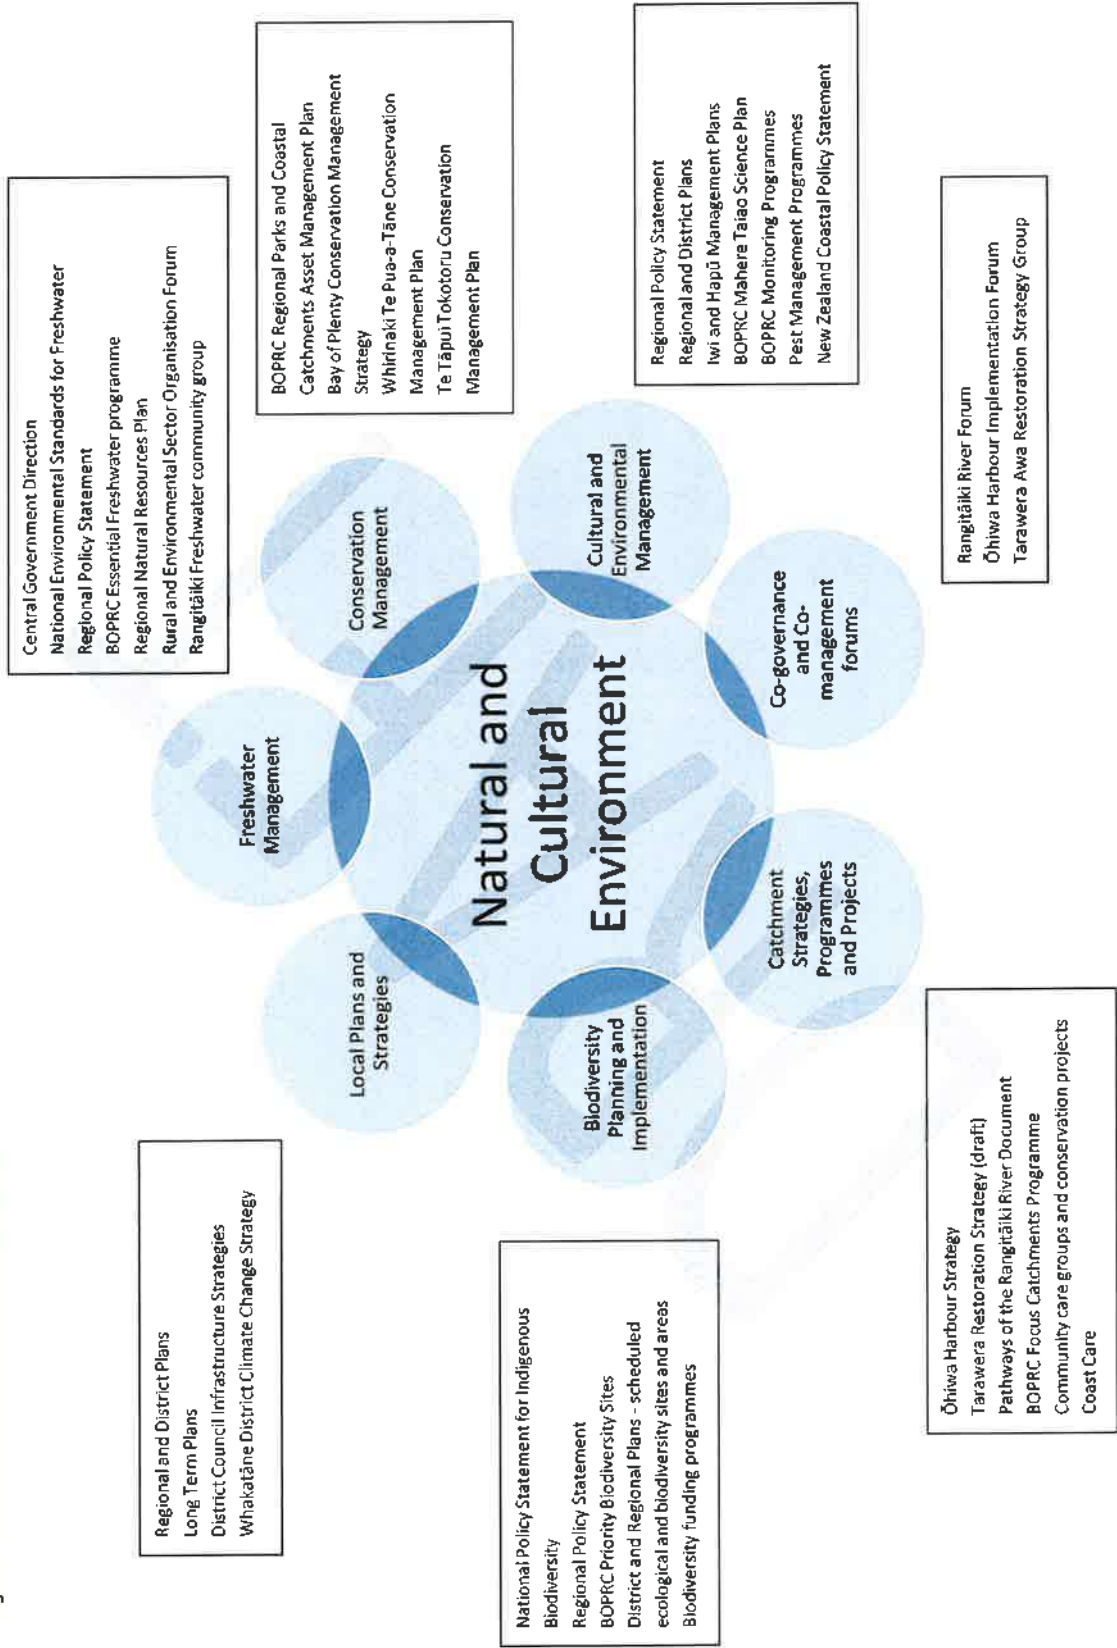 Natural and
Cultural
Environment
Freshwater
Management
Central Government Direction
National Environmental Standards for Freshwater
Regional Policy Statement
BOPRC Essential Freshwater programme
Regional Natural Resources Plan
Rural and Environmental Sector Organisation Forum
Rangitāiki Freshwater community group
Conservation
Management
BOPRC Regional Parks and Coastal
Catchments Asset Management Plan
Bay of Plenty Conservation Management
Strategy
Whirinaki Te Pua-a-Tāne Conservation
Management Plan
Te Tāpui Tokotoru Conservation
Management Plan
Cultural and
Environmental
Management
Regional Policy Statement
Regional and District Plans
Iwi and Hapū Management Plans
BOPRC Mahere Taiao Science Plan
BOPRC Monitoring Programmes
Pest Management Programmes
New Zealand Coastal Policy Statement
Co-governance
and Co-
management
forums
Rangitāiki River Forum
Ōhiwa Harbour Implementation Forum
Tarawera Awa Restoration Strategy Group
Catchment
Strategies,
Programmes
and Projects
Ōhiwa Harbour Strategy
Tarawera Restoration Strategy (draft)
Pathways of the Rangitāiki River Document
BOPRC Focus Catchments Programme
Community care groups and conservation projects
Coast Care
Biodiversity
Planning and
Implementation
National Policy Statement for Indigenous
Biodiversity
Regional Policy Statement
BOPRC Priority Biodiversity Sites
District and Regional Plans - scheduled
ecological and biodiversity sites and areas
Biodiversity funding programmes
Local Plans and
Strategies
Regional and District Plans
Long Term Plans
District Council Infrastructure Strategies
Whakatāne District Climate Change Strategy